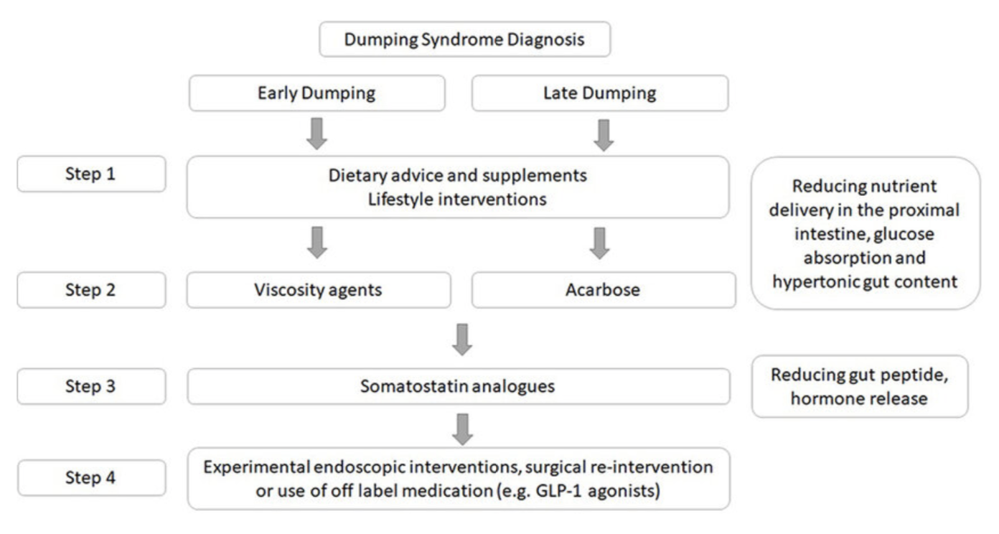 Dumping Syndrome Diagnosis
Early Dumping
Late Dumping
Step 1
Dietary advice and supplements
Lifestyle interventions
Reducing nutrient
delivery in the proximal
intestine, glucose
absorption and
hypertonic gut content
Step 2
Viscosity agents
Acarbose
Step 3
Somatostatin analogues
Reducing gut peptide,
hormone release
Step 4
Experimental endoscopic interventions, surgical re-intervention
or use of off label medication (e.g. GLP-1 agonists)